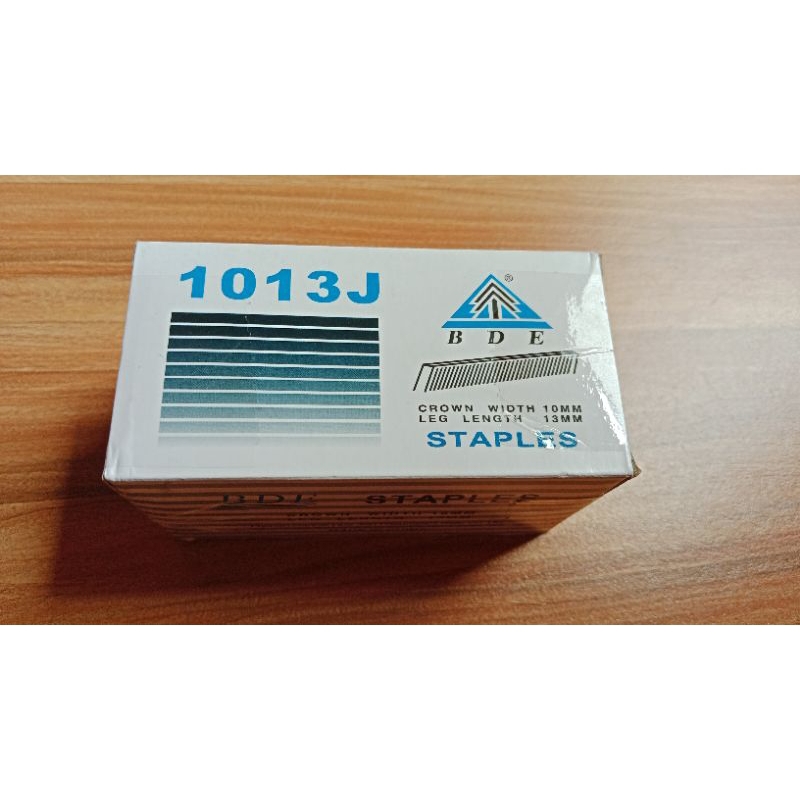 1013J
®
BDE
CROWN WIDTH 10MM
LEG LENGTH 13MM
STAPLES
BDE STAPLES